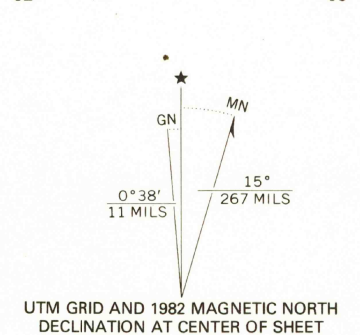 MN
GN
0°38'
11 MILS
15°
267 MILS
UTM GRID AND 1982 MAGNETIC NORTH
DECLINATION AT CENTER OF SHEET